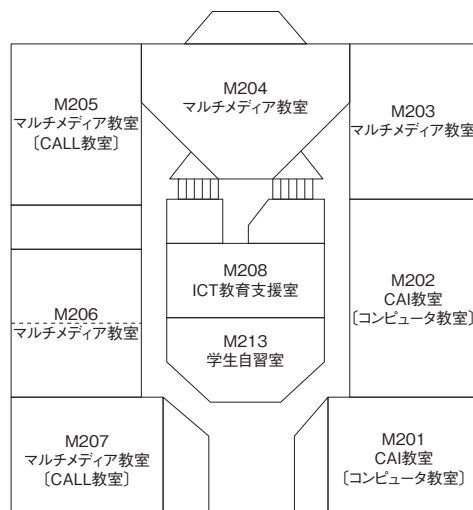 M204
マルチメディア教室
M205
マルチメディア教室
〔CALL教室〕
M203
マルチメディア教室
M208
ICT教育支援室
M202
CAI教室
〔コンピュータ教室〕
M206
マルチメディア教室
M213
学生自習室
M207
マルチメディア教室
〔CALL教室〕
M201
CAI教室
〔コンピュータ教室〕